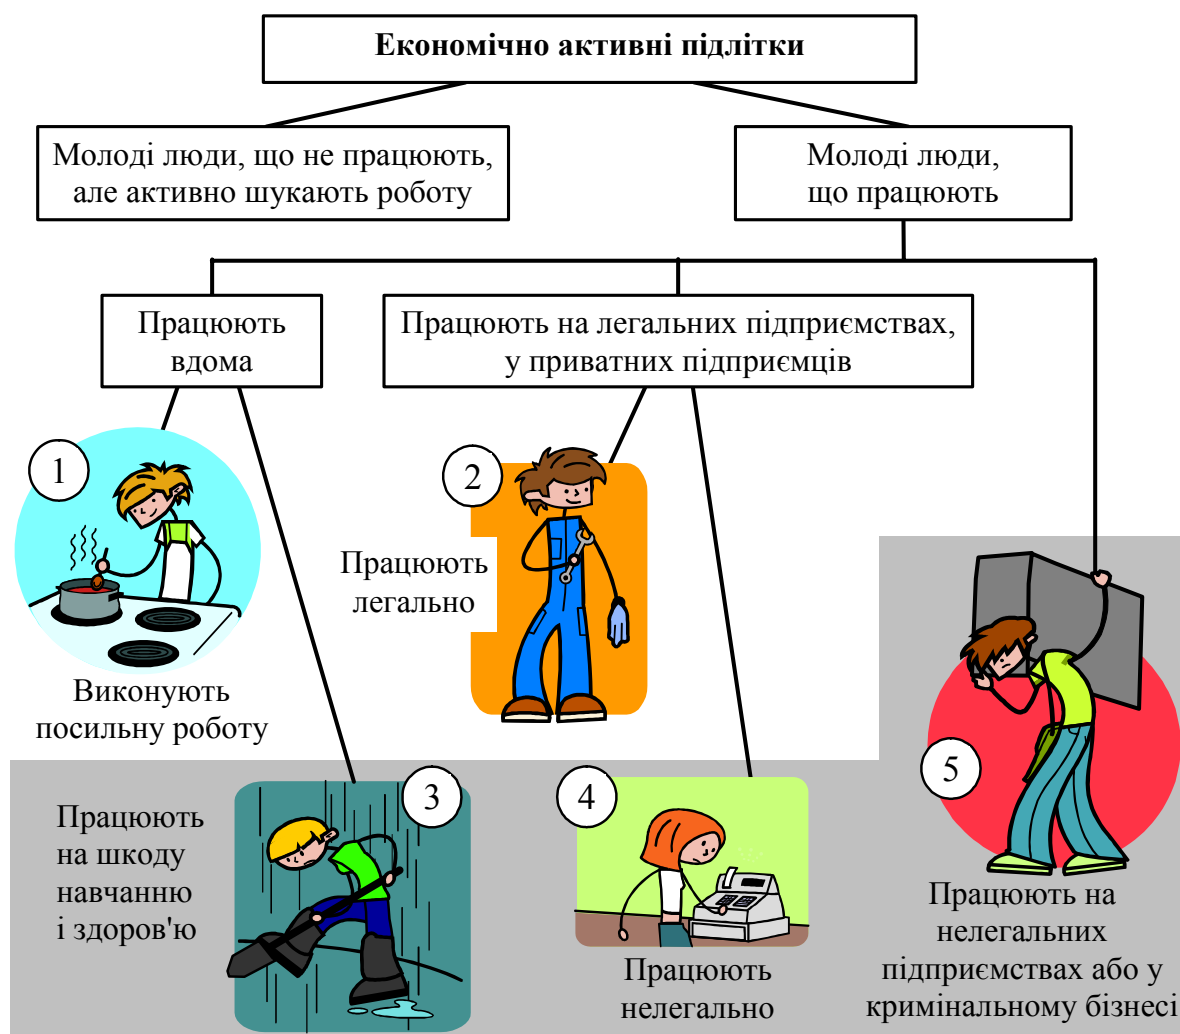 Економічно активні підлітки
Молоді люди, що не працюють,
але активно шукають роботу
Молоді люди,
що працюють
Працюють
вдома
Працюють на легальних підприємствах,
у приватних підприємців
1
Виконують
посильну роботу
2
Працюють
легально
3
Працюють
на шкоду
навчанню
і здоров'ю
4
Працюють
нелегально
5
Працюють на
нелегальних
підприємствах або у
кримінальному бізнесі